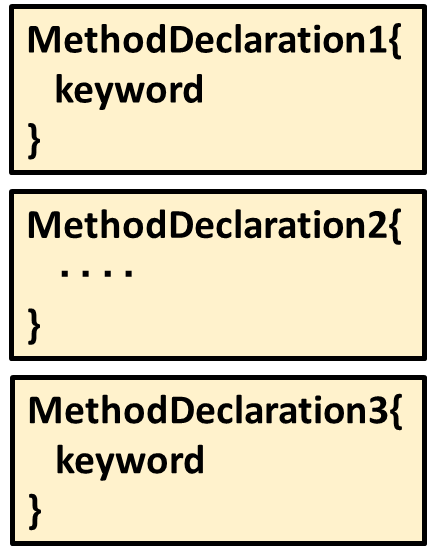 MethodDeclaration1{
keyword
}
MethodDeclaration2{
....
}
MethodDeclaration3{
keyword
}